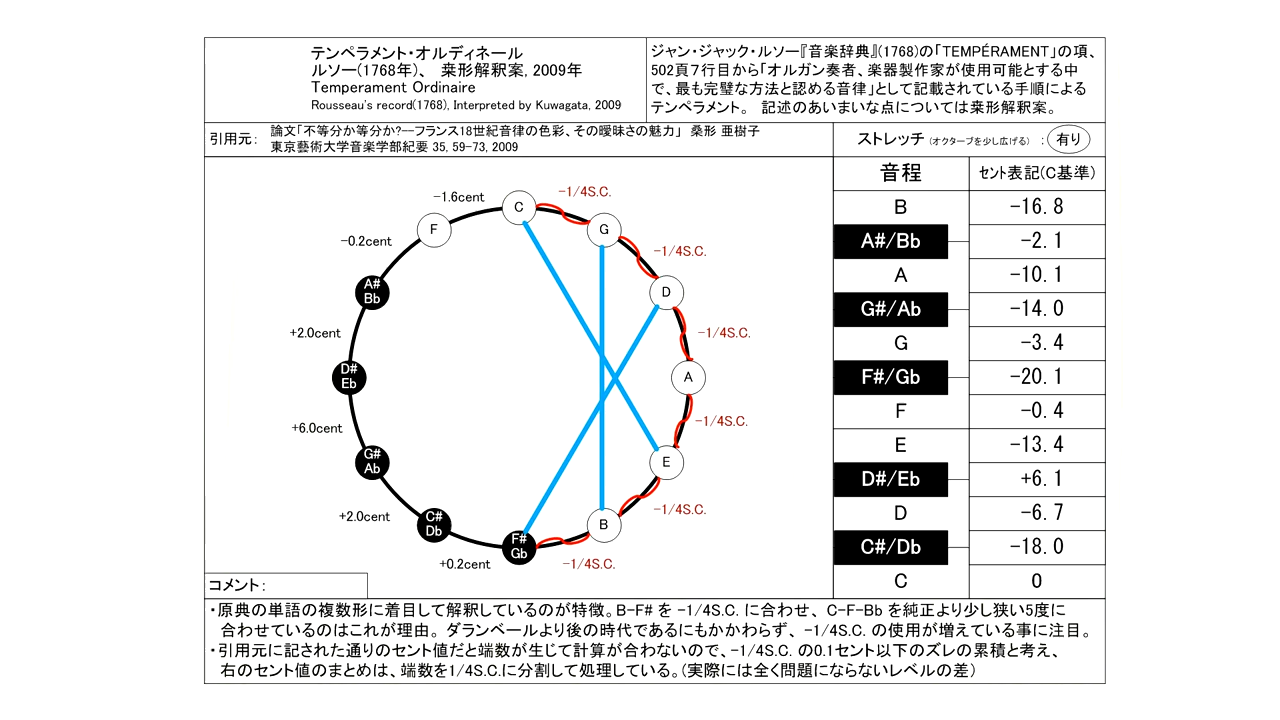 テンペラメント・オルディネール
ルソー(1768年)、 桒形解釈案, 2009年
Temperament Ordinaire
Rousseau's record(1768), Interpreted by Kuwagata, 2009
ジャン・ジャック・ルソー『音楽辞典』(1768)の「TEMPÉRAMENT」の項、
502頁7行目から「オルガン奏者、楽器製作家が使用可能とする中
で、最も完璧な方法と認める音律」として記載されている手順による
テンペラメント。 記述のあいまいな点については桒形解釈案。
引用元:
論文「不等分か等分か?--フランス18世紀音律の色彩、その曖昧さの魅力」 桑形 亜樹子
東京藝術大学音楽学部紀要 35, 59-73, 2009
ストレッチ (オクターブを少し広げる) : 有り
音程
セント表記(C基準)
B -16.8
A#/Bb -2.1
A -10.1
G#/Ab -14.0
G -3.4
F#/Gb -20.1
F -0.4
E -13.4
D#/Eb +6.1
D -6.7
C#/Db -18.0
C 0
C
-1/4S.C.
G
-1/4S.C.
D
-1/4S.C.
A
-1/4S.C.
E
-1/4S.C.
B
-1/4S.C.
F#
Gb
+0.2cent
C#
Db
+2.0cent
G#
Ab
+6.0cent
D#
Eb
+2.0cent
A#
Bb
-0.2cent
F
-1.6cent
コメント:
・原典の単語の複数形に着目して解釈しているのが特徴。B-F# を -1/4S.C. に合わせ、 C-F-Bb を純正より少し狭い5度に
合わせているのはこれが理由。 ダランベールより後の時代であるにもかかわらず、 -1/4S.C. の使用が増えている事に注目。
・引用元に記された通りのセント値だと端数が生じて計算が合わないので、-1/4S.C. の0.1セント以下のズレの累積と考え、
右のセント値のまとめは、端数を1/4S.C.に分割して処理している。(実際には全く問題にならないレベルの差)